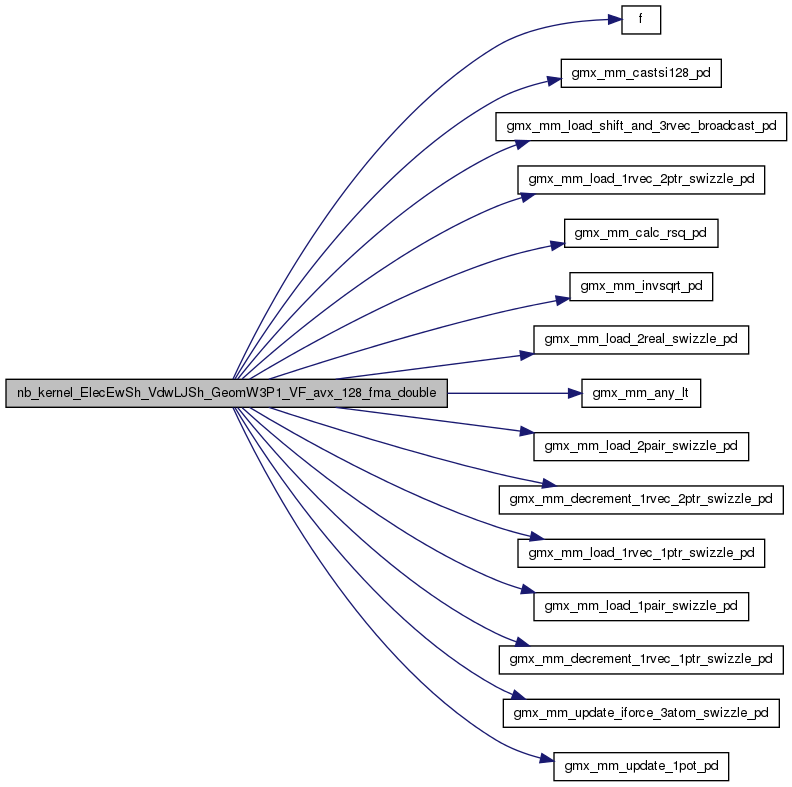 f
gmx_mm_castsi128_pd
gmx_mm_load_shift_and_3rvec_broadcast_pd
gmx_mm_load_1rvec_2ptr_swizzle_pd
gmx_mm_calc_rsq_pd
gmx_mm_invsqrt_pd
gmx_mm_load_2real_swizzle_pd
nb_kernel_ElecEwSh_VdwLJSh_GeomW3P1_VF_avx_128_fma_double
gmx_mm_any_lt
gmx_mm_load_2pair_swizzle_pd
gmx_mm_decrement_1rvec_2ptr_swizzle_pd
gmx_mm_load_1rvec_1ptr_swizzle_pd
gmx_mm_load_1pair_swizzle_pd
gmx_mm_decrement_1rvec_1ptr_swizzle_pd
gmx_mm_update_iforce_3atom_swizzle_pd
gmx_mm_update_1pot_pd